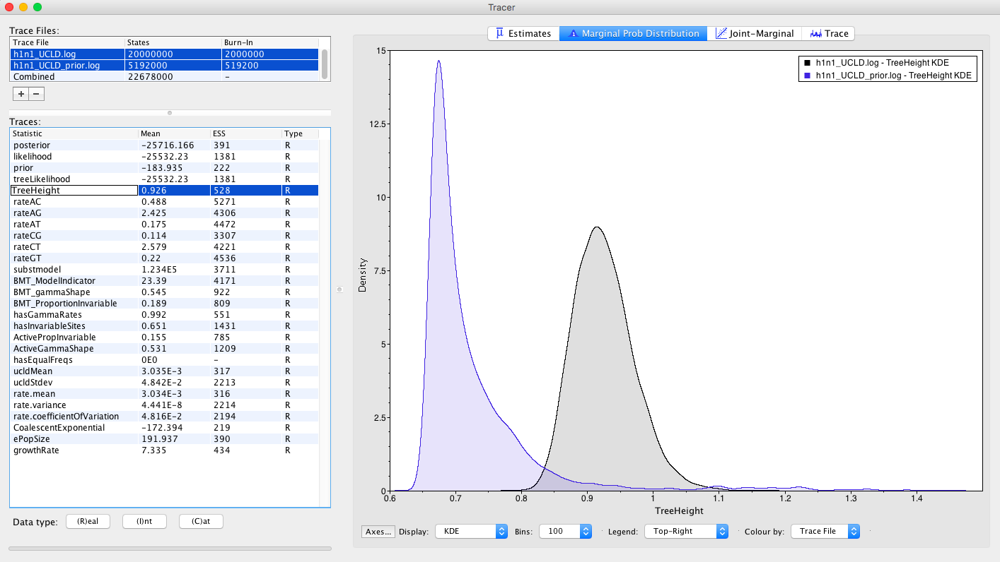 Tracer
Trace Files:
Trace File States Burn-In
h1n1_UCLD.log 20000000 2000000
h1n1_UCLD_prior.log 5192000 519200
Combined 22678000 -
+ −
Traces:
Statistic Mean ESS Type
posterior -25716.166 391 R
likelihood -25532.23 1381 R
prior -183.935 222 R
treeLikelihood -25532.23 1381 R
TreeHeight 0.926 528 R
rateAC 0.488 5271 R
rateAG 2.425 4306 R
rateAT 0.175 4472 R
rateCG 0.114 3307 R
rateCT 2.579 4221 R
rateGT 0.22 4536 R
substmodel 1.234E5 3711 R
BMT_ModelIndicator 23.39 4171 R
BMT_gammaShape 0.545 922 R
BMT_ProportionInvariable 0.189 809 R
hasGammaRates 0.992 551 R
hasInvariableSites 0.651 1431 R
ActivePropInvariable 0.155 785 R
ActiveGammaShape 0.531 1209 R
hasEqualFreqs 0E0 - R
ucldMean 3.035E-3 317 R
ucldStdev 4.842E-2 2213 R
rate.mean 3.034E-3 316 R
rate.variance 4.441E-8 2214 R
rate.coefficientOfVariation 4.816E-2 2194 R
CoalescentExponential -172.394 219 R
ePopSize 191.937 390 R
growthRate 7.335 434 R
Data type: (R)eal (I)nt (C)at
Estimates Marginal Prob Distribution Joint-Marginal Trace
h1n1_UCLD.log - TreeHeight KDE
h1n1_UCLD_prior.log - TreeHeight KDE
15
12.5
10
7.5
5
2.5
0
Density
0.6 0.7 0.8 0.9 1 1.1 1.2 1.3 1.4
TreeHeight
Axes... Display: KDE Bins: 100 Legend: Top-Right Colour by: Trace File